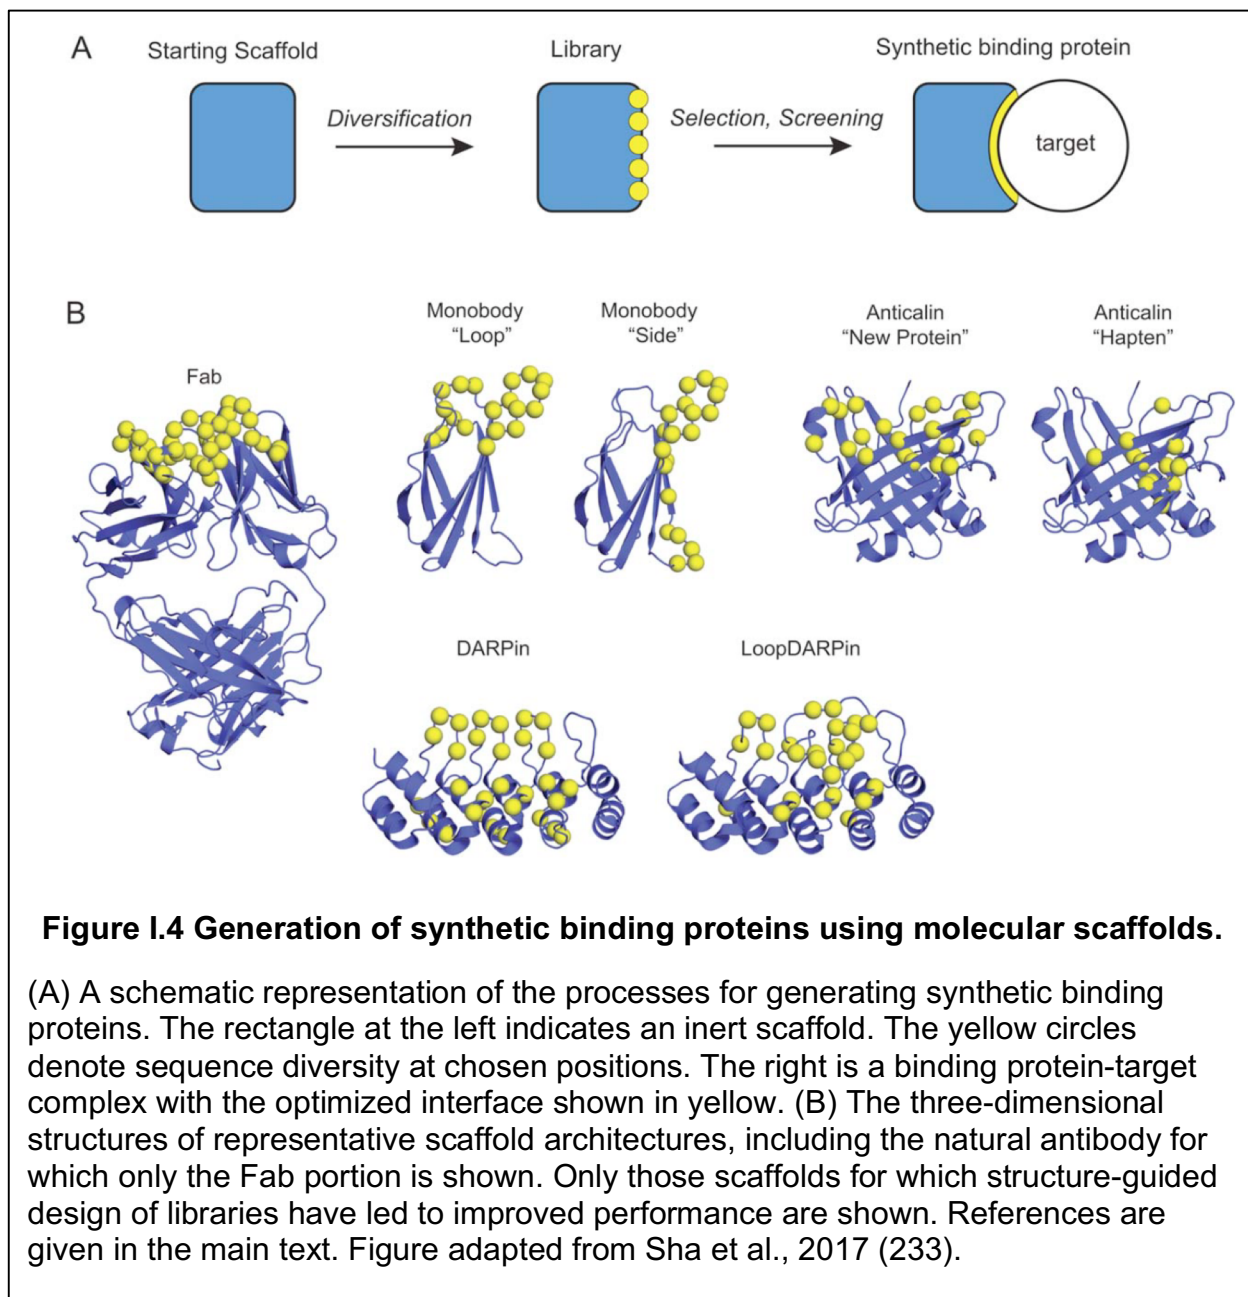 A
Starting Scaffold
Library
Synthetic binding protein
Diversification
Selection, Screening
target
B
Fab
Monobody
“Loop”
Monobody
“Side”
Anticalin
“New Protein”
Anticalin
“Hapten”
DARPin
LoopDARPin
Figure I.4 Generation of synthetic binding proteins using molecular scaffolds.
(A) A schematic representation of the processes for generating synthetic binding
proteins. The rectangle at the left indicates an inert scaffold. The yellow circles
denote sequence diversity at chosen positions. The right is a binding protein-target
complex with the optimized interface shown in yellow. (B) The three-dimensional
structures of representative scaffold architectures, including the natural antibody for
which only the Fab portion is shown. Only those scaffolds for which structure-guided
design of libraries have led to improved performance are shown. References are
given in the main text. Figure adapted from Sha et al., 2017 (233).